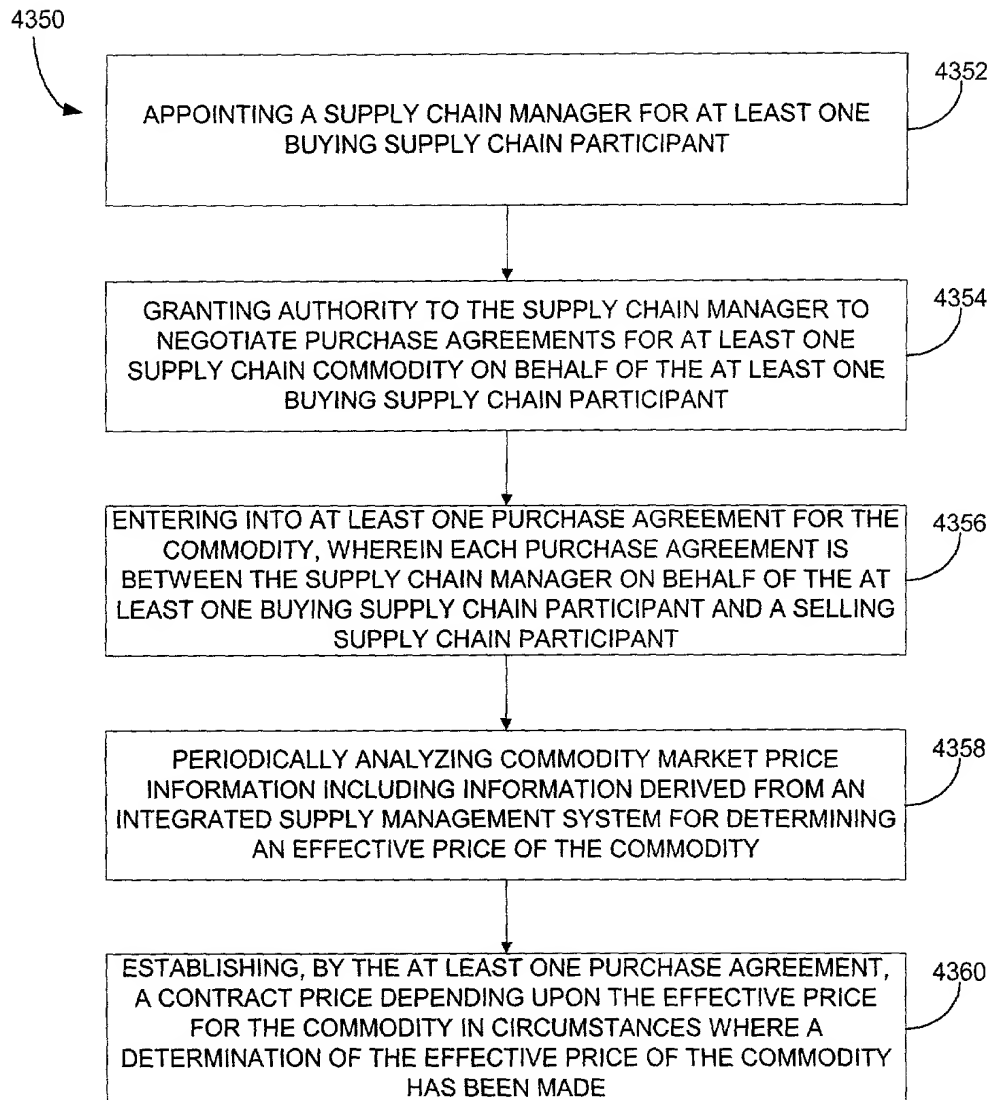 4350
4352
APPOINTING A SUPPLY CHAIN MANAGER FOR AT LEAST ONE
BUYING SUPPLY CHAIN PARTICIPANT
4354
GRANTING AUTHORITY TO THE SUPPLY CHAIN MANAGER TO
NEGOTIATE PURCHASE AGREEMENTS FOR AT LEAST ONE
SUPPLY CHAIN COMMODITY ON BEHALF OF THE AT LEAST ONE
BUYING SUPPLY CHAIN PARTICIPANT
4356
ENTERING INTO AT LEAST ONE PURCHASE AGREEMENT FOR THE
COMMODITY, WHEREIN EACH PURCHASE AGREEMENT IS
BETWEEN THE SUPPLY CHAIN MANAGER ON BEHALF OF THE AT
LEAST ONE BUYING SUPPLY CHAIN PARTICIPANT AND A SELLING
SUPPLY CHAIN PARTICIPANT
4358
PERIODICALLY ANALYZING COMMODITY MARKET PRICE
INFORMATION INCLUDING INFORMATION DERIVED FROM AN
INTEGRATED SUPPLY MANAGEMENT SYSTEM FOR DETERMINING
AN EFFECTIVE PRICE OF THE COMMODITY
4360
ESTABLISHING, BY THE AT LEAST ONE PURCHASE AGREEMENT,
A CONTRACT PRICE DEPENDING UPON THE EFFECTIVE PRICE
FOR THE COMMODITY IN CIRCUMSTANCES WHERE A
DETERMINATION OF THE EFFECTIVE PRICE OF THE COMMODITY
HAS BEEN MADE